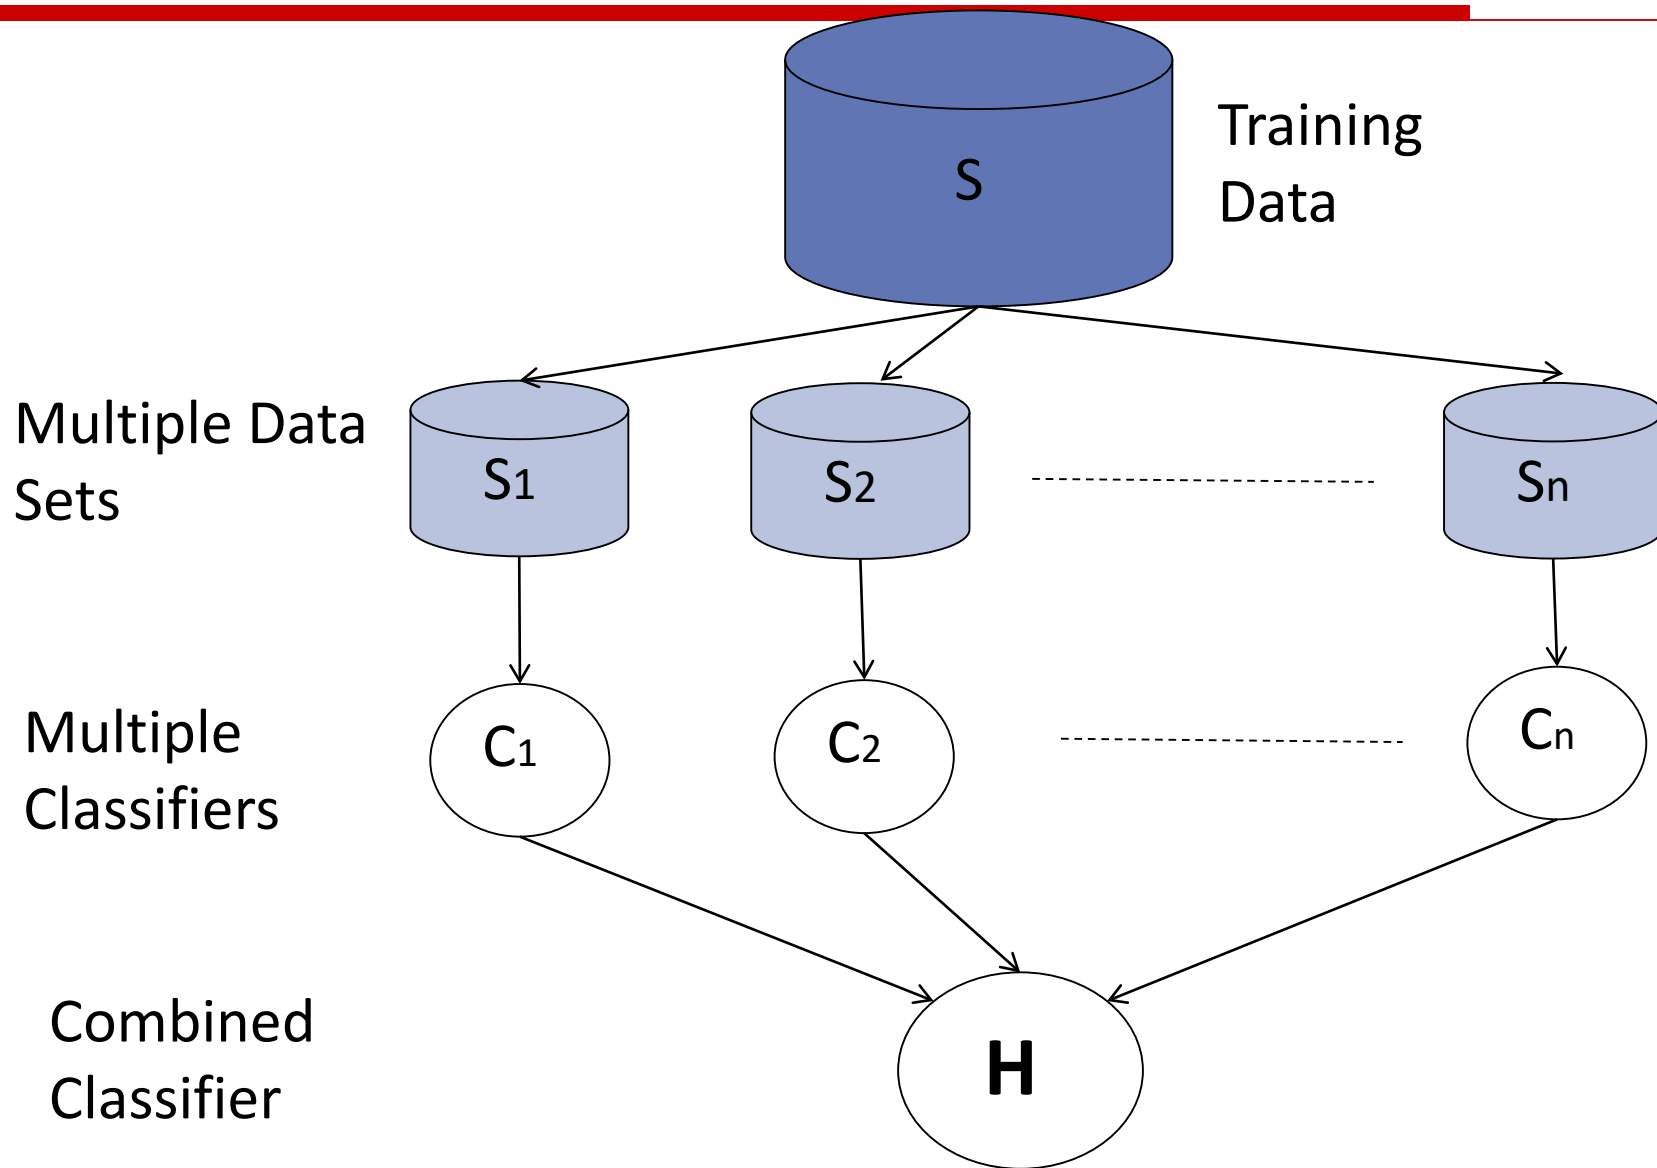 S
Training
Data
Multiple Data
Sets
S1
S2
Sn
Multiple
Classifiers
C1
C2
Cn
Combined
Classifier
H